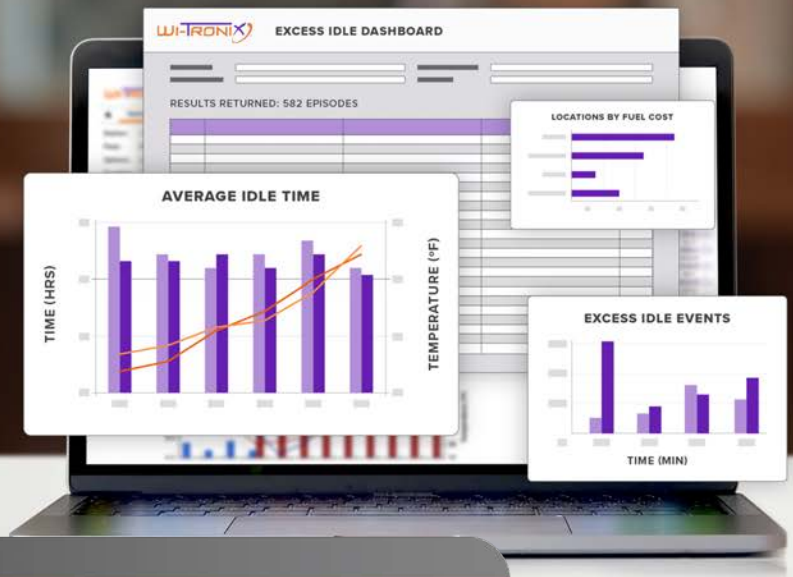 WI-TRONIX
EXCESS IDLE DASHBOARD
RESULTS RETURNED: 582 EPISODES
LOCATIONS BY FUEL COST
AVERAGE IDLE TIME
TIME (HRS)
TEMPERATURE (°F)
EXCESS IDLE EVENTS
TIME (MIN)